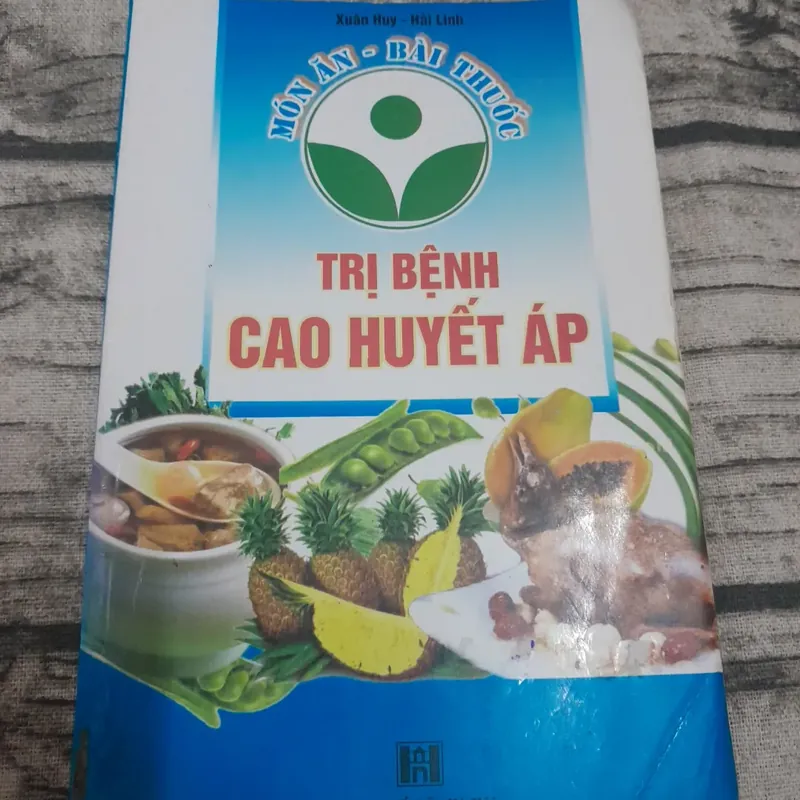 Xuân Huy - Hải Linh
MÓN ĂN - BÀI THUỐC
TRỊ BỆNH
CAO HUYẾT ÁP